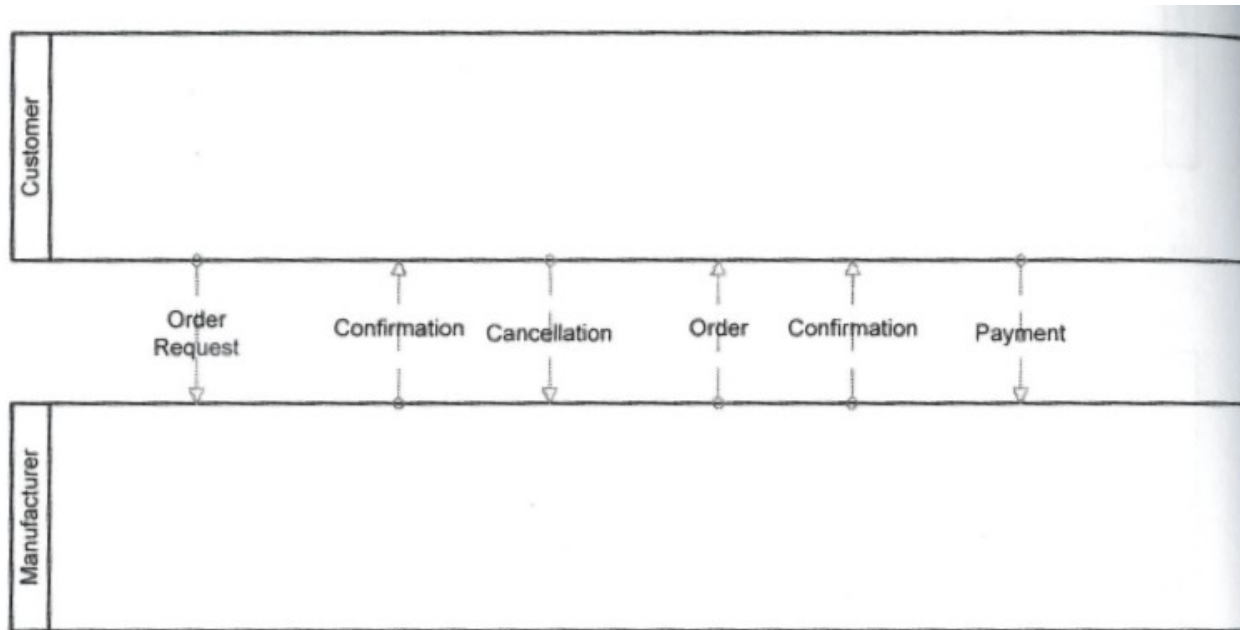 Customer
Order
Request
Confirmation
Cancellation
Order
Confirmation
Payment
Manufacturer